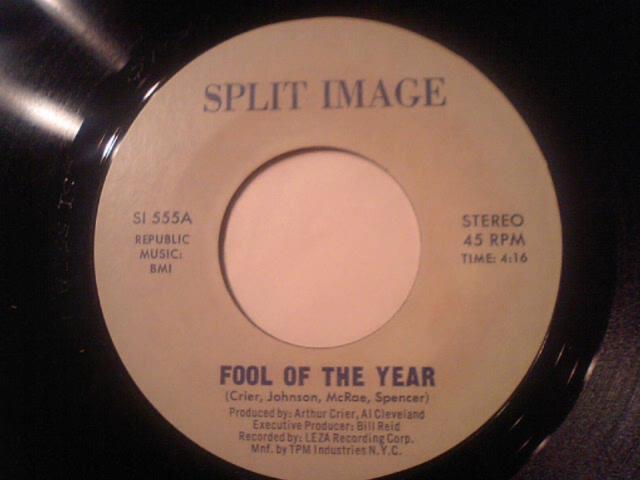 SPLIT IMAGE
SI 555A
REPUBLIC
MUSIC:
BMI
STEREO
45 RPM
TIME: 4:16
FOOL OF THE YEAR
(Crier, Johnson, McRae, Spencer)
Produced by: Arthur Crier, Al Cleveland
Executive Producer: Bill Reid
Recorded by: LEZA Recording Corp.
Mnf. by TPM Industries N.Y.C.